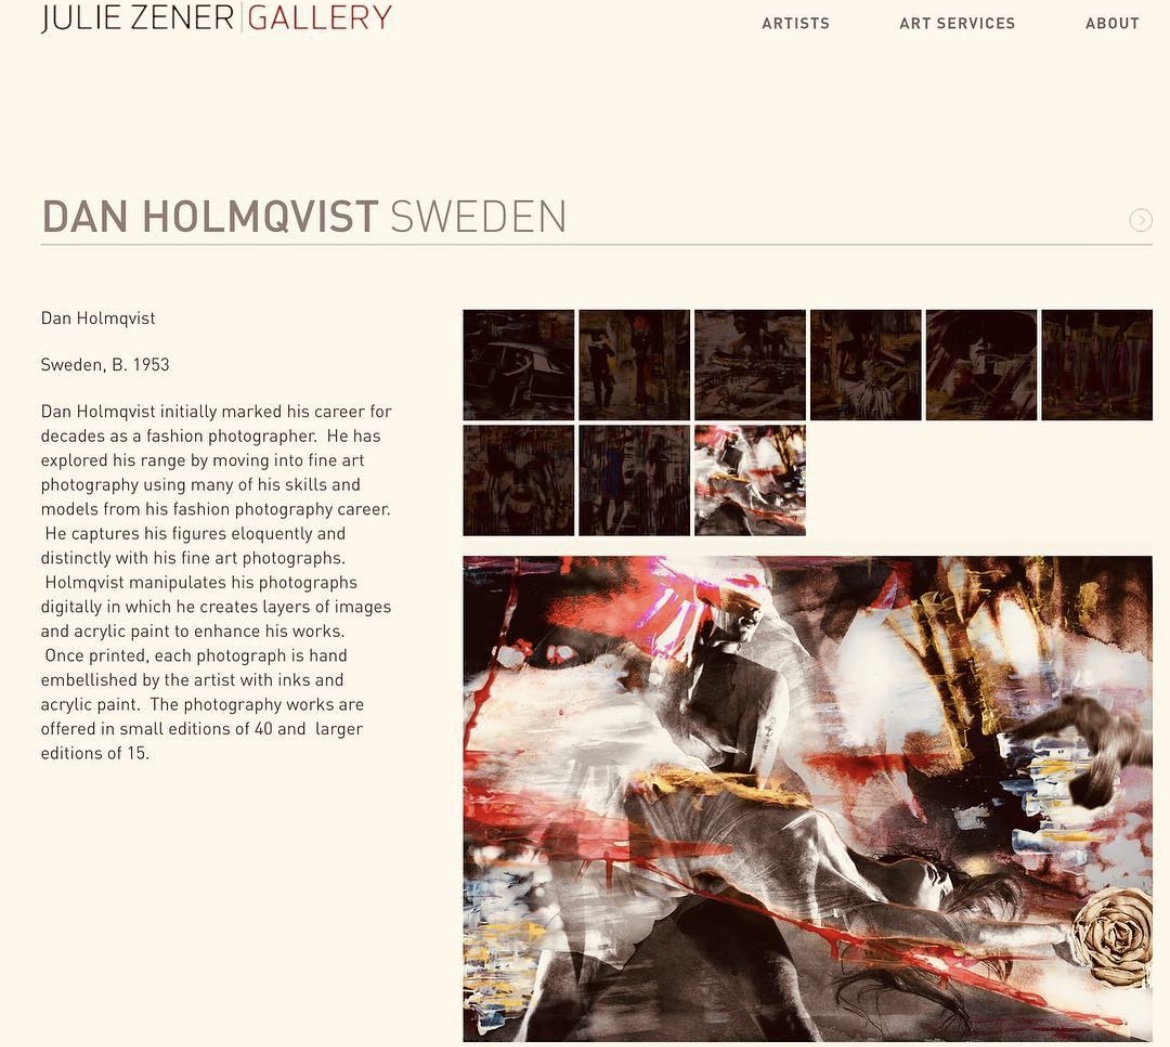 JULIE ZENER GALLERY
ARTISTS ART SERVICES ABOUT
DAN HOLMQVIST SWEDEN
Dan Holmqvist
Sweden, B. 1953
Dan Holmqvist initially marked his career for
decades as a fashion photographer. He has
explored his range by moving into fine art
photography using many of his skills and
models from his fashion photography career.
He captures his figures eloquently and
distinctly with his fine art photographs.
Holmqvist manipulates his photographs
digitally in which he creates layers of images
and acrylic paint to enhance his works.
Once printed, each photograph is hand
embellished by the artist with inks and
acrylic paint. The photography works are
offered in small editions of 40 and larger
editions of 15.